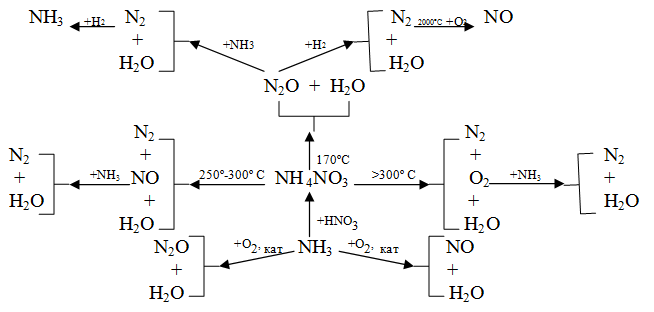 NH3 +H2 N2 N2 2000°C +O2 NO
+ +NH3 +H2 +
H2O H2O
N2O + H2O
N2 170°C N2
N2 + + N2
+ +NH3 NO 250°-300° C NH4NO3 >300° C O2 +NH3 +
H2O + + H2O
H2O +HNO3 H2O
N2O +O2, кат NH3 +O2, кат NO
+ +
H2O H2O